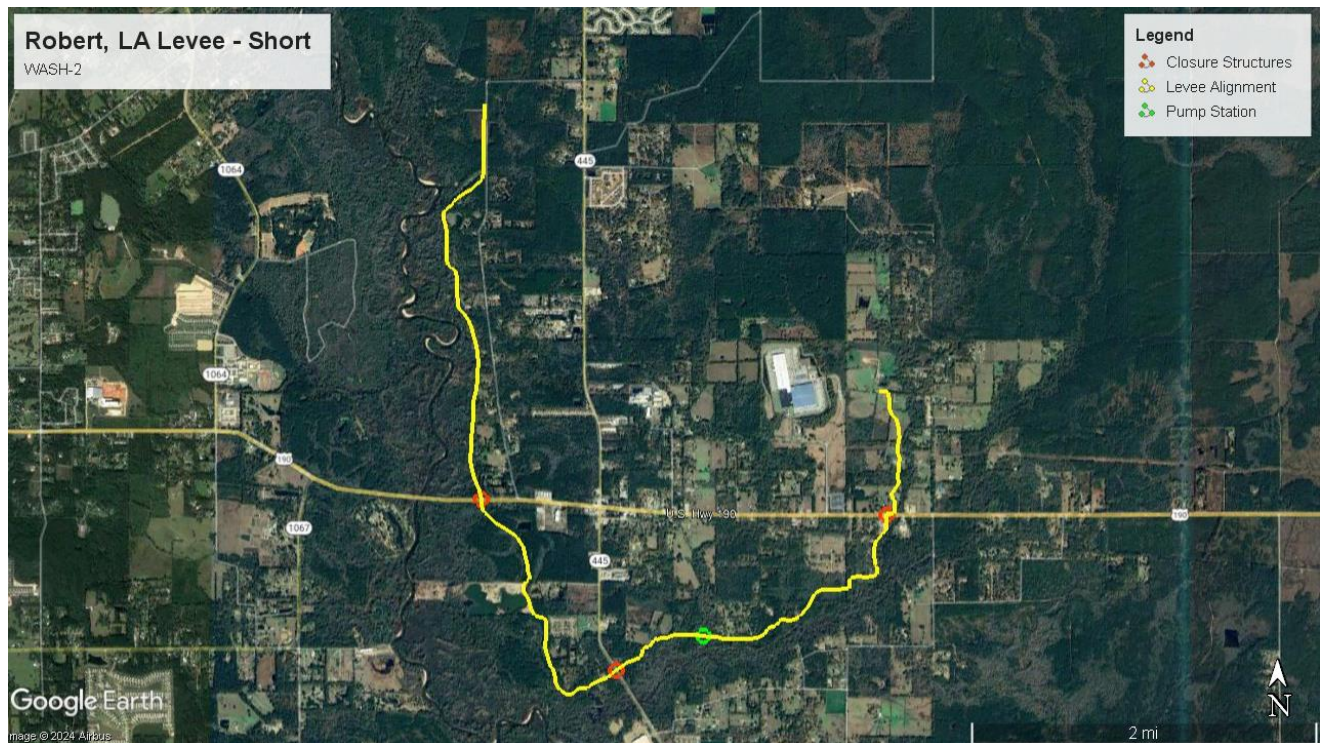 Robert, LA Levee - Short
WASH-2
Legend
Closure Structures
Levee Alignment
Pump Station
445
1064
1064
190
U.S. Hwy 190
190
1067
445
Google Earth
N
Image © 2024 Airbus
2 mi